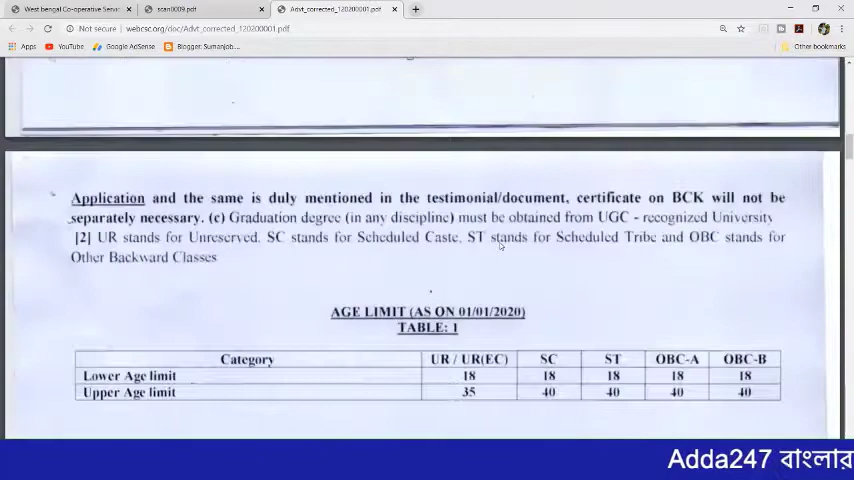 West bengal Co-operative Servic
scan0009.pdf
Advt_corrected_120200001.pdf
Not secure | webcsc.org/doc/Advt_corrected_120200001.pdf
Apps YouTube Google AdSense Blogger: Sumanjo... Other bookmarks
Application and the same is duly mentioned in the testimonial/document, certificate on BCK will not be
separately necessary. (c) Graduation degree (in any discipline) must be obtained from UGC - recognized University
[2] UR stands for Unreserved. SC stands for Scheduled Caste, ST stands for Scheduled Tribe and OBC stands for
Other Backward Classes
AGE LIMIT (AS ON 01/01/2020)
TABLE: 1
Category UR / UR(EC) SC ST OBC-A OBC-B
Lower Age limit 18 18 18 18 18
Upper Age limit 35 40 40 40 40
Adda247 বাংলার